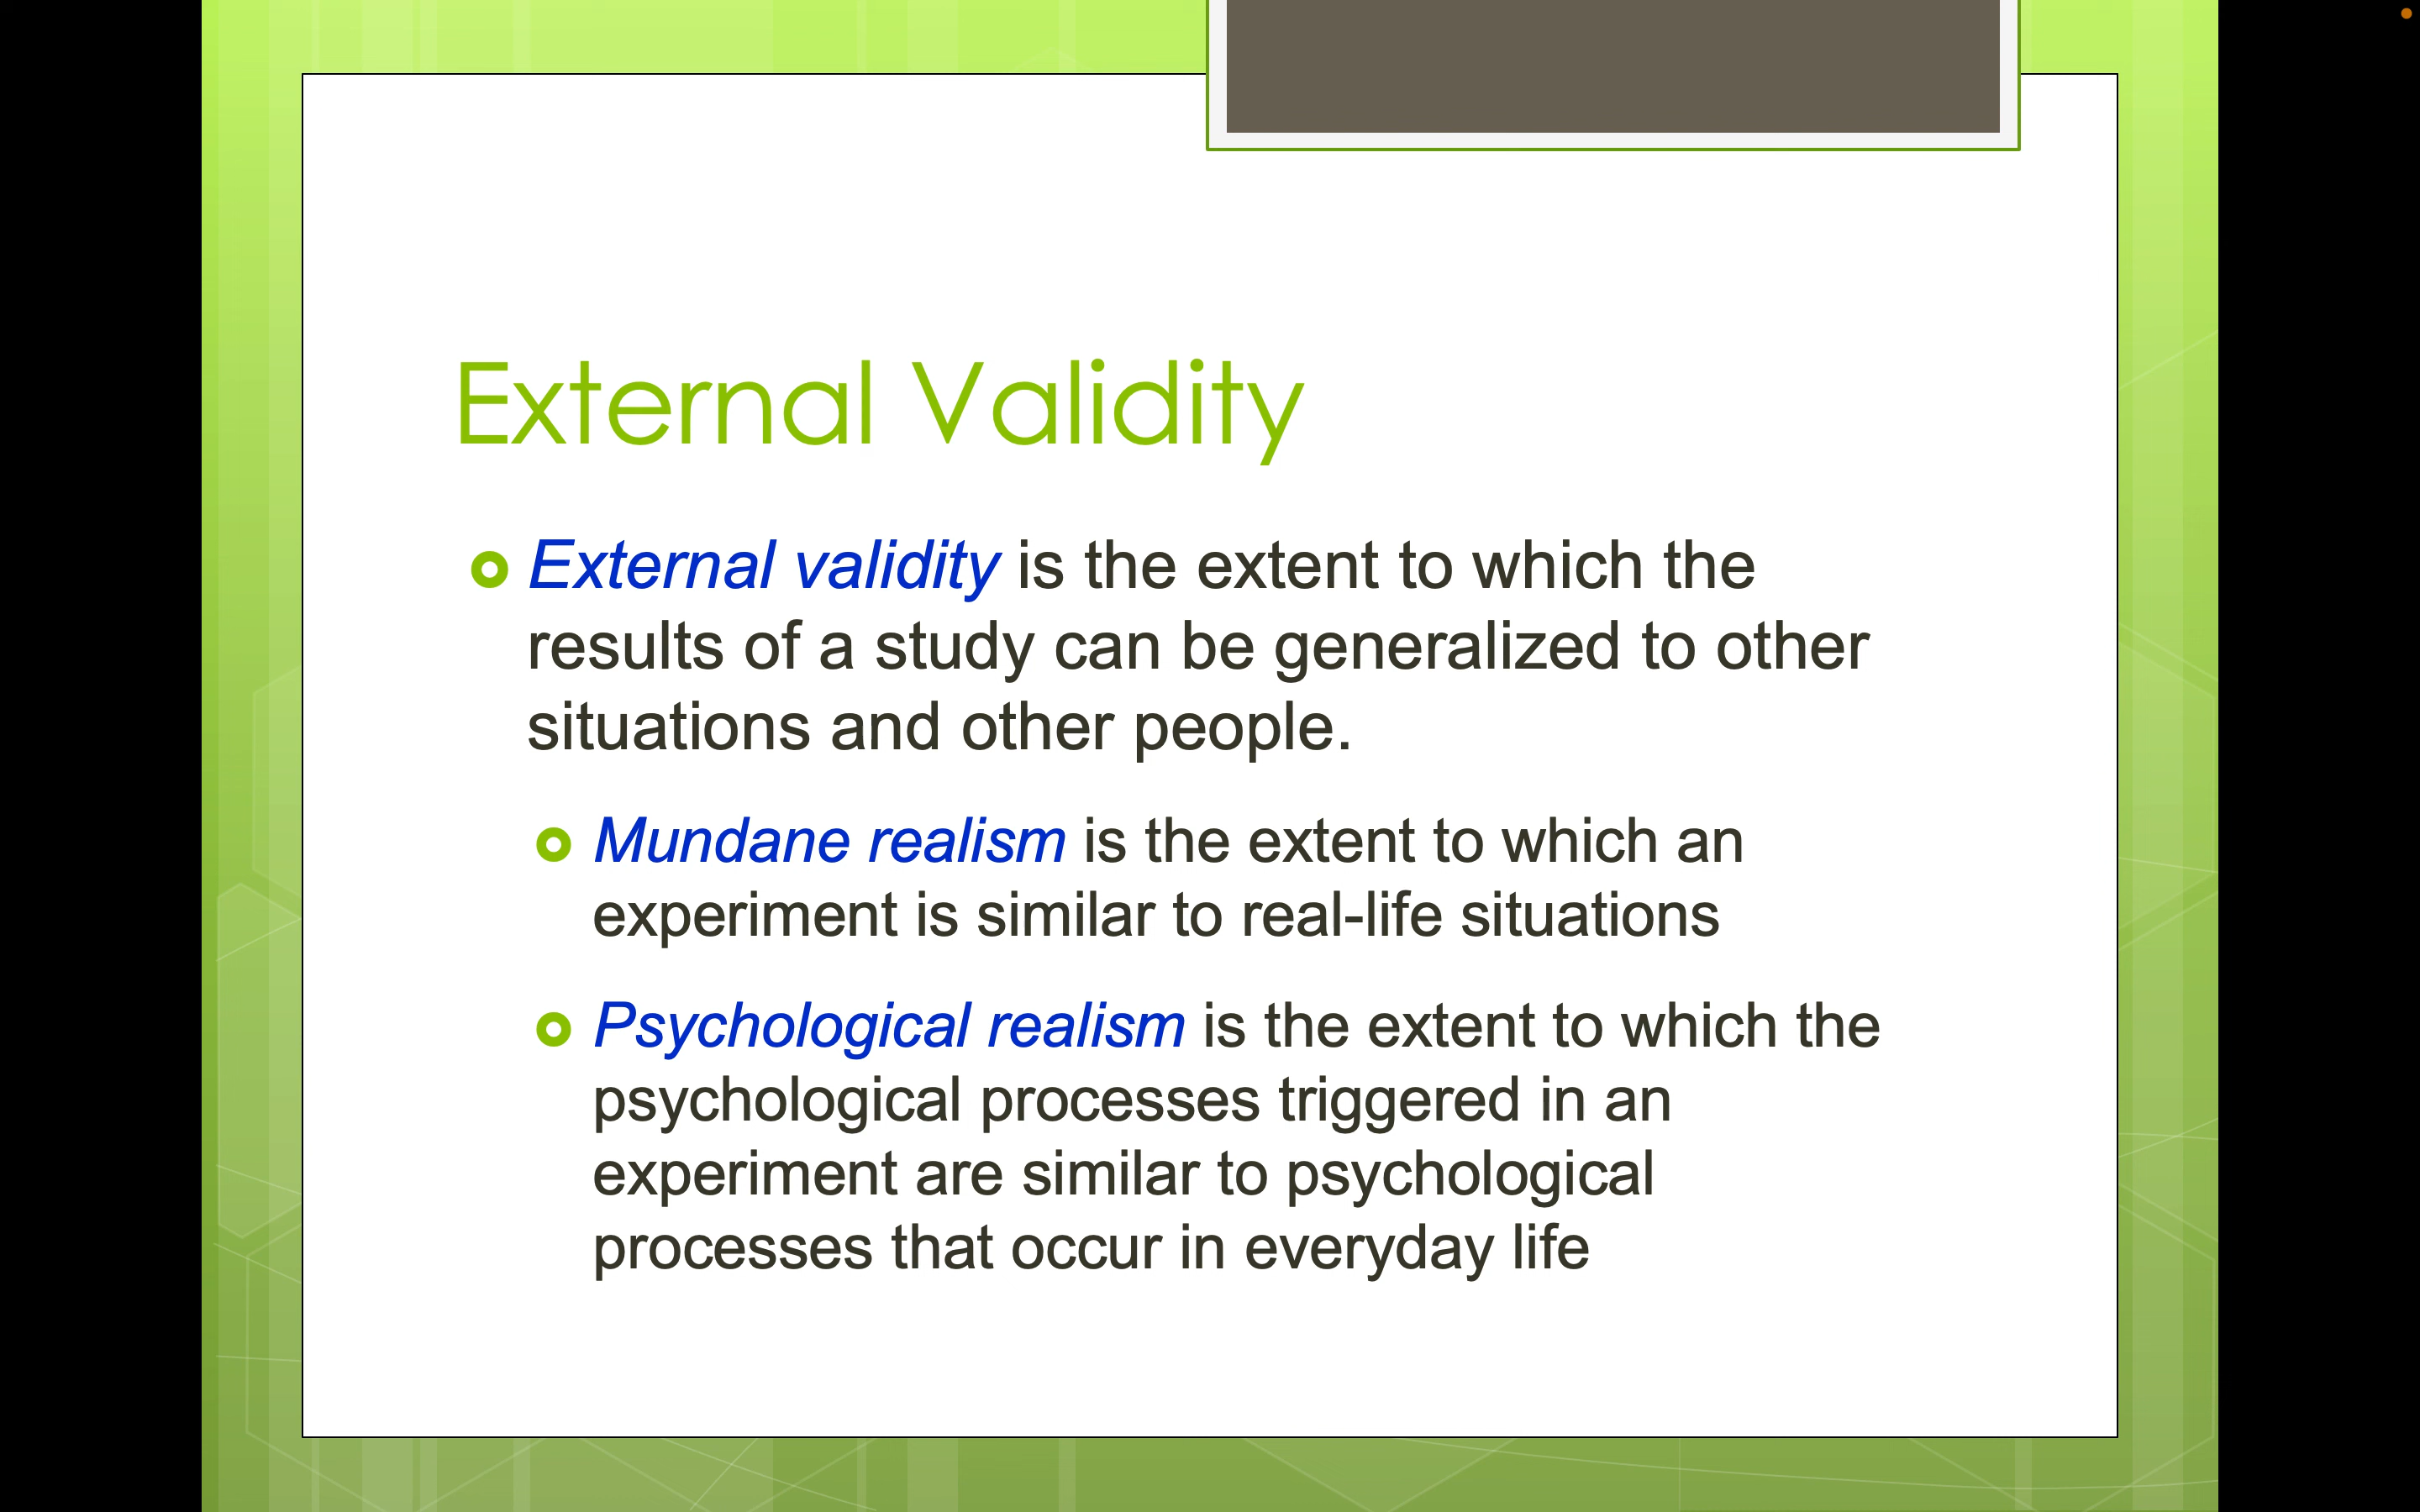 External Validity
External validity is the extent to which the
results of a study can be generalized to other
situations and other people.
Mundane realism is the extent to which an
experiment is similar to real-life situations
Psychological realism is the extent to which the
psychological processes triggered in an
experiment are similar to psychological
processes that occur in everyday life